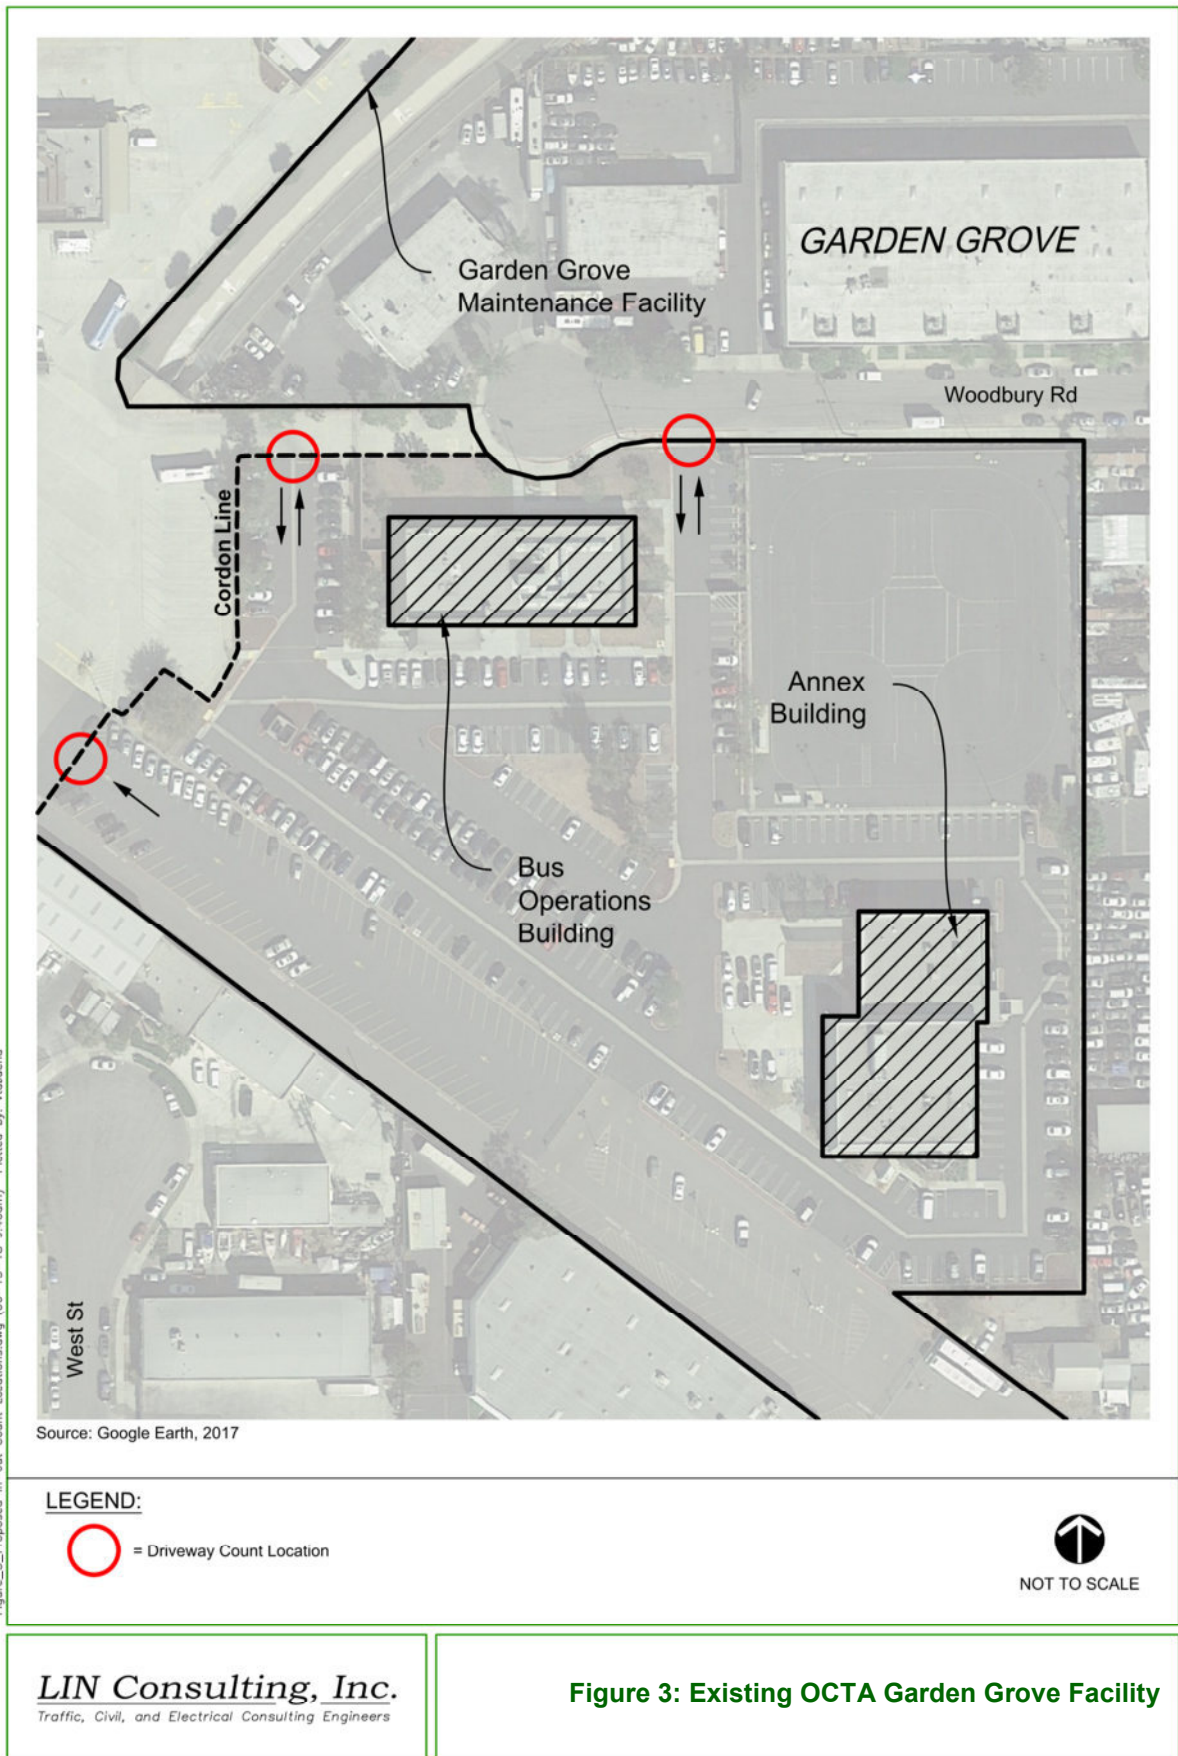 GARDEN GROVE
Garden Grove
Maintenance Facility
Woodbury Rd
Cordon Line
Annex
Building
Bus
Operations
Building
West St
Source: Google Earth, 2017
LEGEND:
= Driveway Count Location
NOT TO SCALE
LIN Consulting, Inc.
Traffic, Civil, and Electrical Consulting Engineers
Figure 3: Existing OCTA Garden Grove Facility